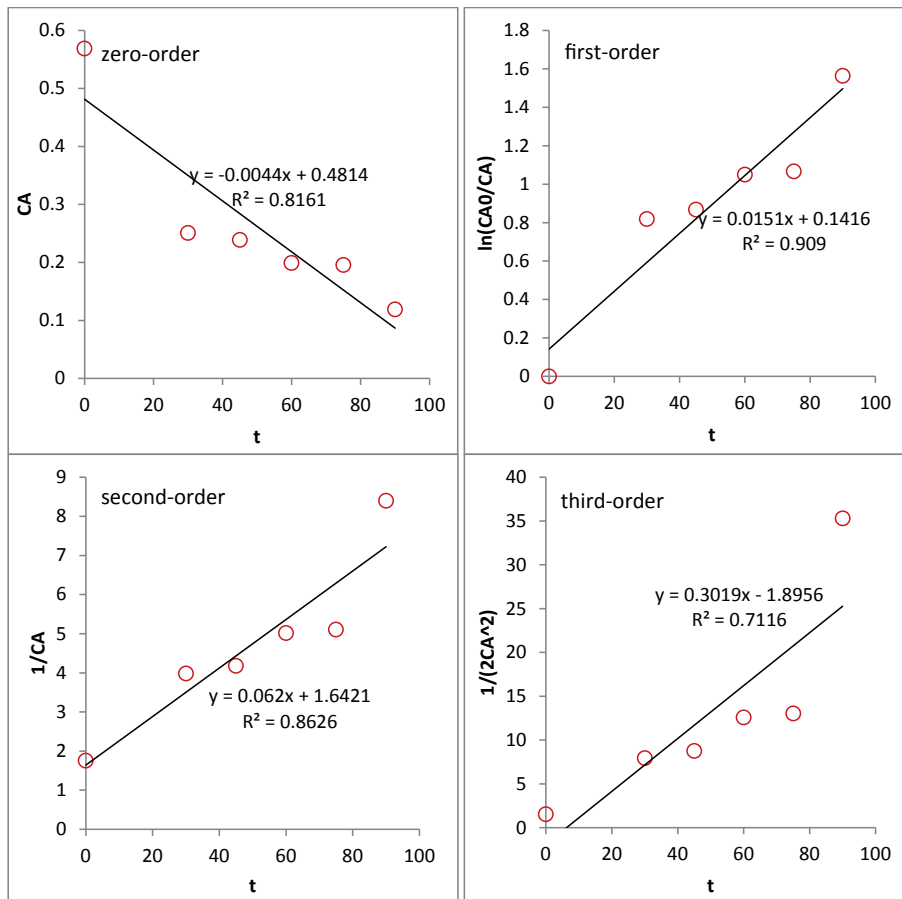 zero-order
CA
0.6
0.5
0.4
0.3
0.2
0.1
0
y = -0.0044x + 0.4814
R² = 0.8161
0 20 40 60 80 100
t
first-order
ln(CA0/CA)
1.8
1.6
1.4
1.2
1
0.8
0.6
0.4
0.2
0
y = 0.0151x + 0.1416
R² = 0.909
0 20 40 60 80 100
t
second-order
1/CA
9
8
7
6
5
4
3
2
1
0
y = 0.062x + 1.6421
R² = 0.8626
0 20 40 60 80 100
t
third-order
1/(2CA^2)
40
35
30
25
20
15
10
5
0
y = 0.3019x - 1.8956
R² = 0.7116
0 20 40 60 80 100
t